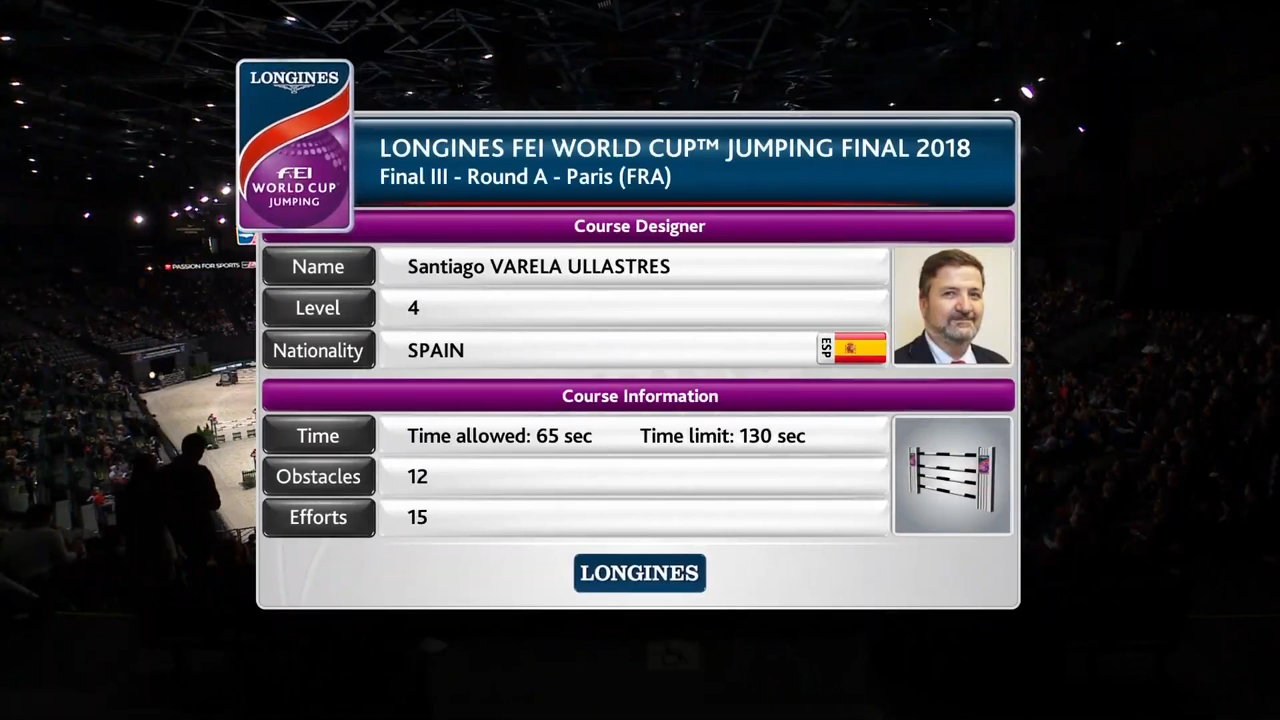 LONGINES
FEI
WORLD CUP
JUMPING
LONGINES FEI WORLD CUP™ JUMPING FINAL 2018
Final III - Round A - Paris (FRA)
Course Designer
Name
Santiago VARELA ULLASTRES
Level
4
Nationality
SPAIN
ESP
Course Information
Time
Time allowed: 65 sec Time limit: 130 sec
Obstacles
12
Efforts
15
LONGINES
PASSION FOR SPORTS